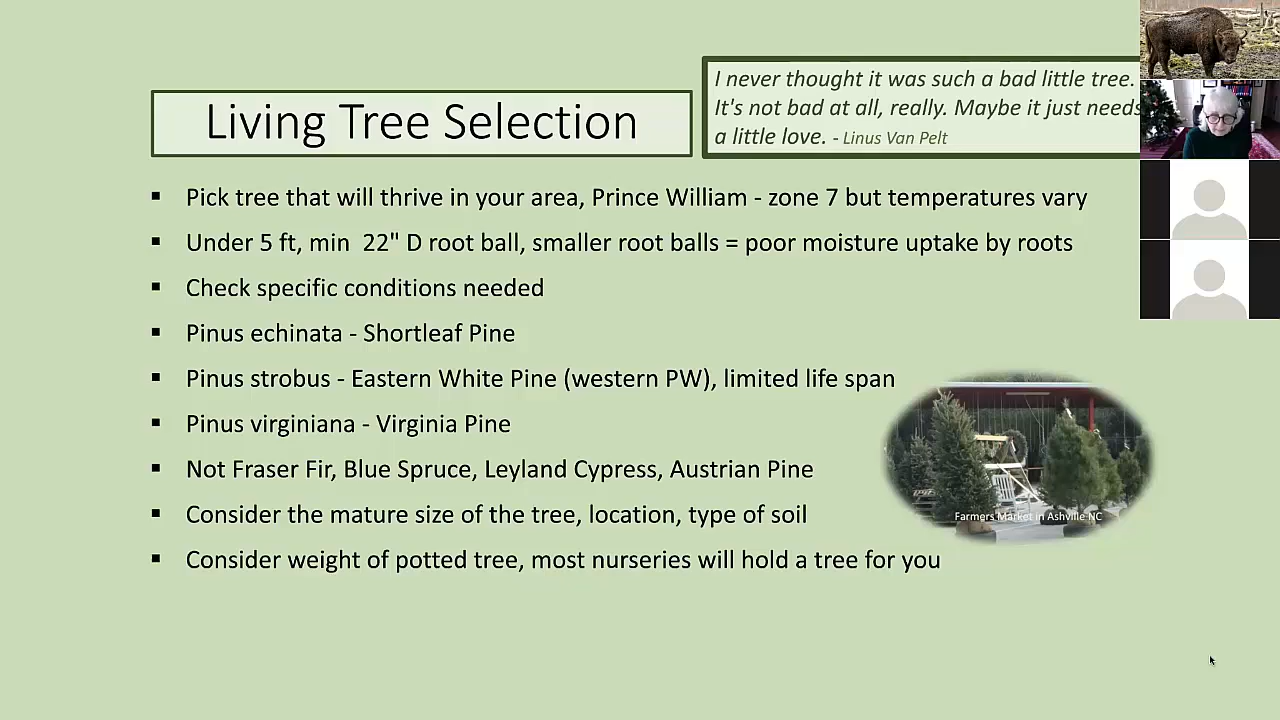 Living Tree Selection
I never thought it was such a bad little tree.
It's not bad at all, really. Maybe it just needs
a little love. - Linus Van Pelt
▪ Pick tree that will thrive in your area, Prince William - zone 7 but temperatures vary
▪ Under 5 ft, min  22" D root ball, smaller root balls = poor moisture uptake by roots
▪ Check specific conditions needed
▪ Pinus echinata - Shortleaf Pine
▪ Pinus strobus - Eastern White Pine (western PW), limited life span
▪ Pinus virginiana - Virginia Pine
▪ Not Fraser Fir, Blue Spruce, Leyland Cypress, Austrian Pine
▪ Consider the mature size of the tree, location, type of soil
▪ Consider weight of potted tree, most nurseries will hold a tree for you
Farmers Market in Ashville NC